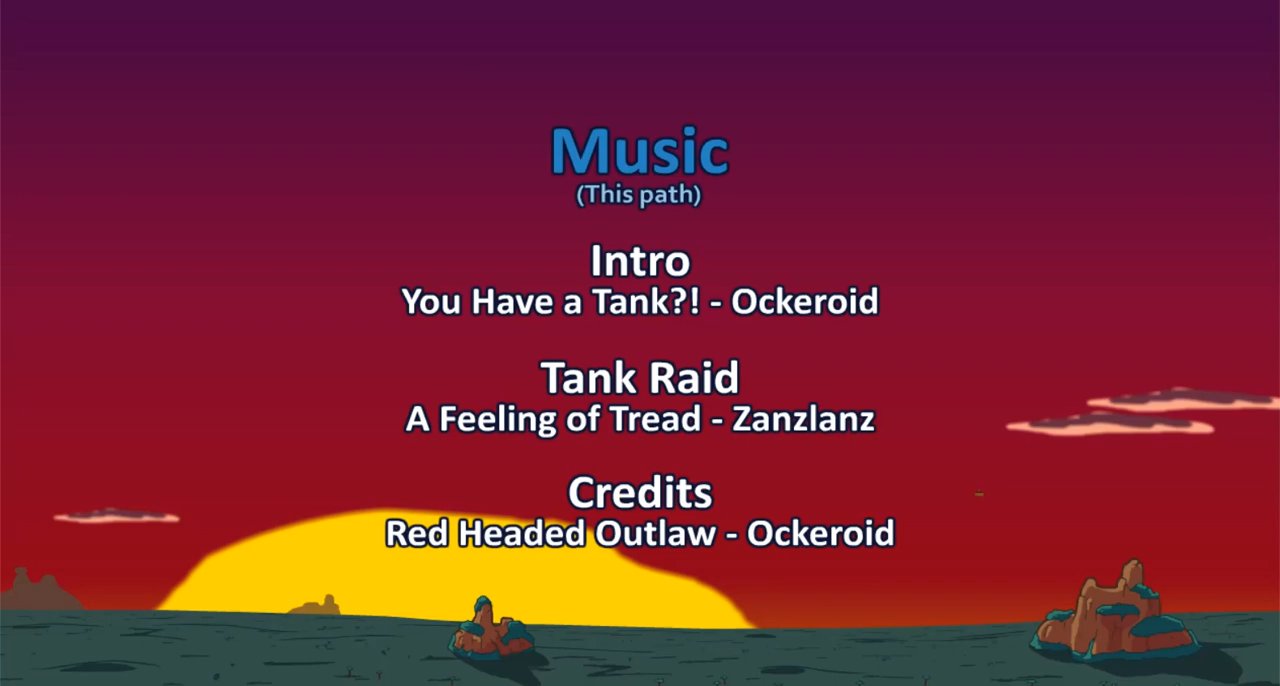 Music
(This path)
Intro
You Have a Tank?! - Ockeroid
Tank Raid
A Feeling of Tread - Zanzlanz
Credits
Red Headed Outlaw - Ockeroid